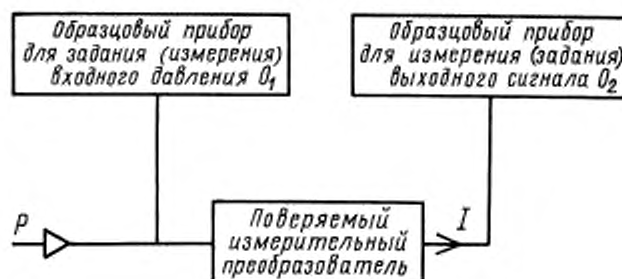 Образцовый прибор
для задания (измерения)
входного давления О₁
Образцовый прибор
для измерения (задания)
выходного сигнала О₂
P
Поверяемый
измерительный
преобразователь
I